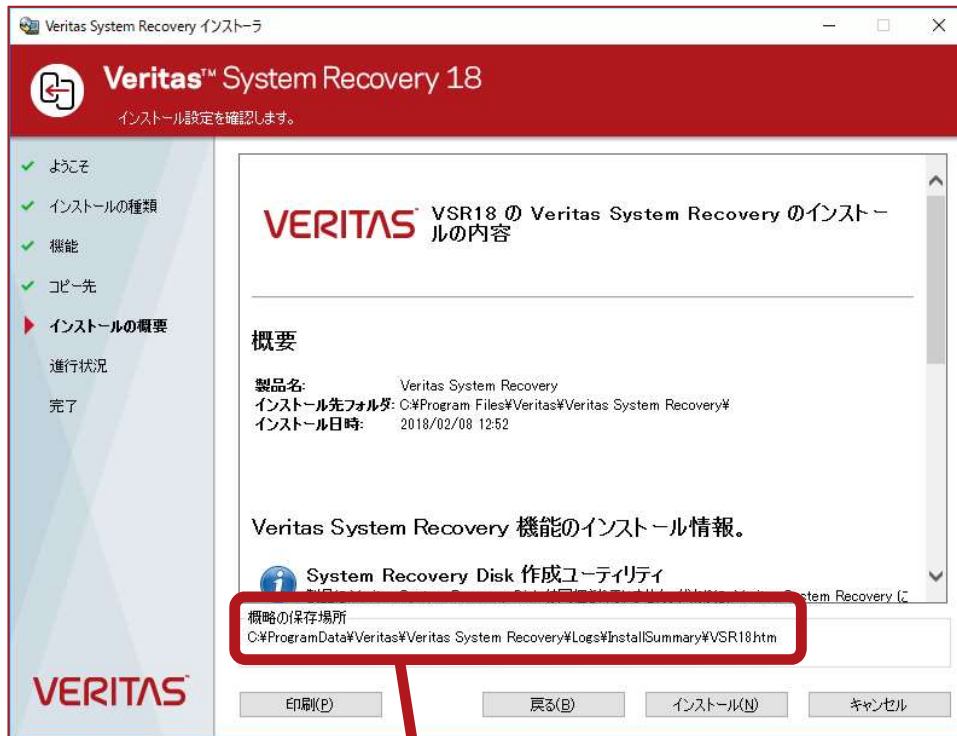 Veritas System Recovery インストーラ
Veritas™ System Recovery 18
インストール設定を確認します。
ようこそ
インストールの種類
機能
コピー先
インストールの概要
進行状況
完了
VERITAS
VSR18 の Veritas System Recovery のインストー
ルの内容
概要
製品名: Veritas System Recovery
インストール先フォルダ: C:¥Program Files¥Veritas¥Veritas System Recovery¥
インストール日時: 2018/02/08 12:52
Veritas System Recovery 機能のインストール情報。
System Recovery Disk 作成ユーティリティ
概略の保存場所
C:¥ProgramData¥Veritas¥Veritas System Recovery¥Logs¥InstallSummary¥VSR18.htm
VERITAS
印刷(P)
戻る(B)
インストール(N)
キャンセル